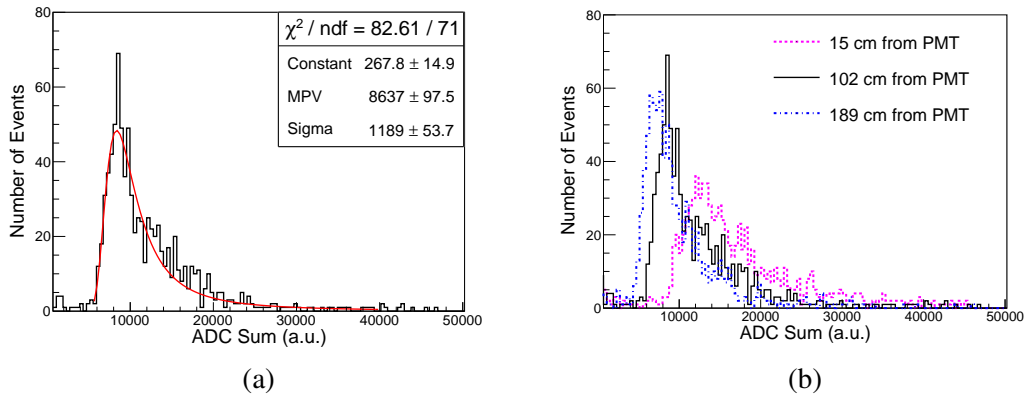 χ² / ndf = 82.61 / 71
Constant 267.8 ± 14.9
MPV 8637 ± 97.5
Sigma 1189 ± 53.7
Number of Events
80
60
40
20
0
10000 20000 30000 40000 50000
ADC Sum (a.u.)
(a)
15 cm from PMT
102 cm from PMT
189 cm from PMT
Number of Events
80
60
40
20
0
10000 20000 30000 40000 50000
ADC Sum (a.u.)
(b)